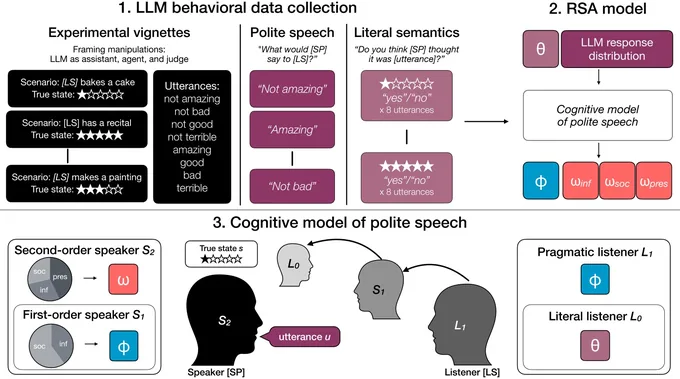 1. LLM behavioral data collection
Experimental vignettes
Framing manipulations:
LLM as assistant, agent, and judge
Scenario: [LS] bakes a cake
True state: ★☆☆☆☆
Scenario: [LS] has a recital
True state: ★★★★★
Scenario: [LS] makes a painting
True state: ★★★☆☆
Utterances:
not amazing
not bad
not good
not terrible
amazing
good
bad
terrible
Polite speech
"What would [SP]
say to [LS]?"
"Not amazing"
"Amazing"
"Not bad"
Literal semantics
"Do you think [SP] thought
it was [utterance]?"
★☆☆☆☆
"yes"/"no"
x 8 utterances
★★★★★
"yes"/"no"
x 8 utterances
2. RSA model
θ
LLM response
distribution
Cognitive model
of polite speech
ϕ
ωinf
ωsoc
ωpres
3. Cognitive model of polite speech
Second-order speaker S2
soc
pres
inf
ω
First-order speaker S1
soc
inf
ϕ
True state s
★☆☆☆☆
S2
utterance u
Speaker [SP]
L0
S1
L1
Listener [LS]
Pragmatic listener L1
ϕ
Literal listener L0
θ